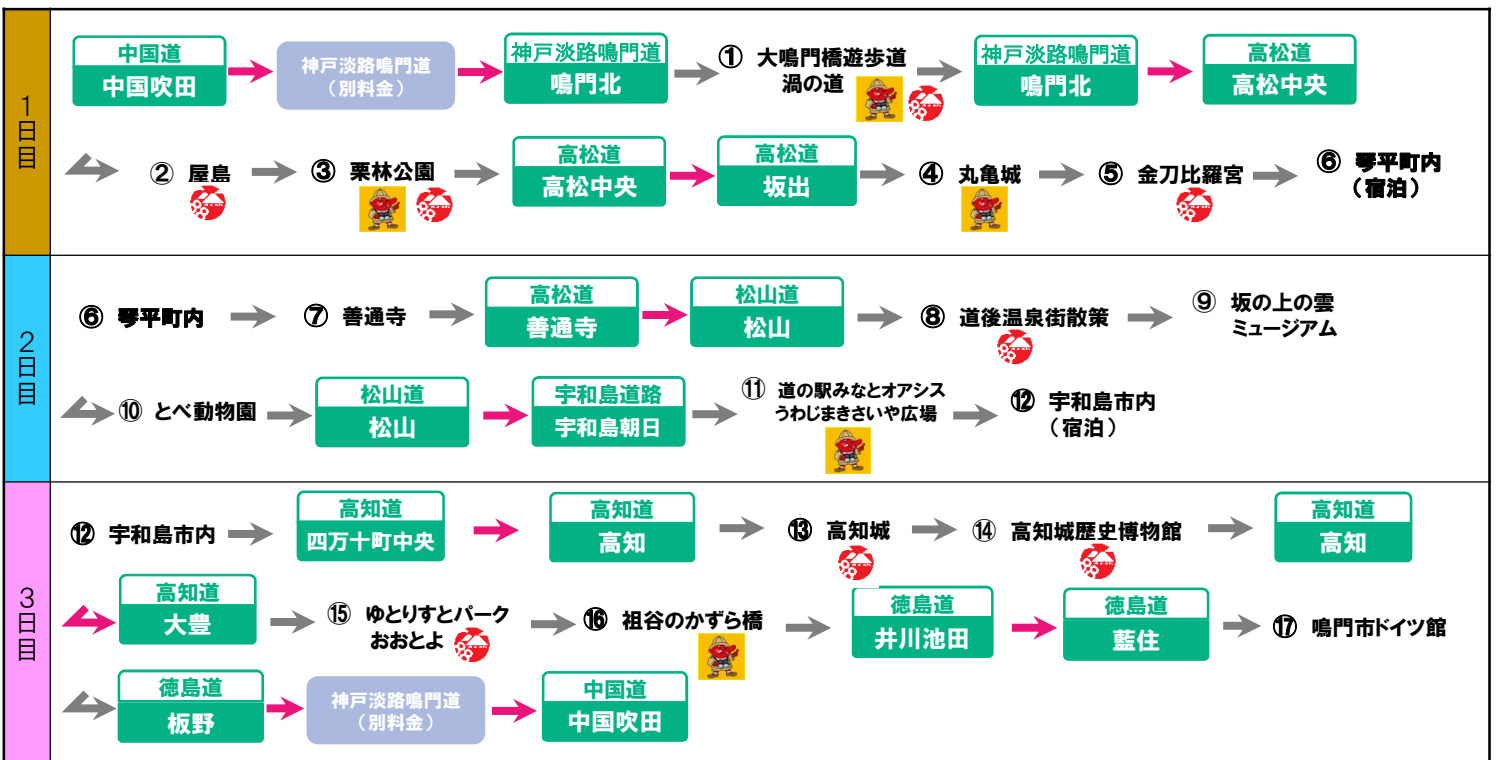 1日目
中国道
中国吹田
神戸淡路鳴門道
（別料金）
神戸淡路鳴門道
鳴門北
① 大鳴門橋遊歩道
渦の道
神戸淡路鳴門道
鳴門北
高松道
高松中央
② 屋島
③ 栗林公園
高松道
高松中央
高松道
坂出
④ 丸亀城
⑤ 金刀比羅宮
⑥ 琴平町内
（宿泊）
2日目
⑥ 琴平町内
⑦ 善通寺
高松道
善通寺
松山道
松山
⑧ 道後温泉街散策
⑨ 坂の上の雲
ミュージアム
⑩ とべ動物園
松山道
松山
宇和島道路
宇和島朝日
⑪ 道の駅みなとオアシス
うわじまきさいや広場
⑫ 宇和島市内
（宿泊）
3日目
⑫ 宇和島市内
高知道
四万十町中央
高知道
高知
⑬ 高知城
⑭ 高知城歴史博物館
高知道
高知
高知道
大豊
⑮ ゆとりすとパーク
おおとよ
⑯ 祖谷のかずら橋
徳島道
井川池田
徳島道
藍住
⑰ 鳴門市ドイツ館
徳島道
板野
神戸淡路鳴門道
（別料金）
中国道
中国吹田